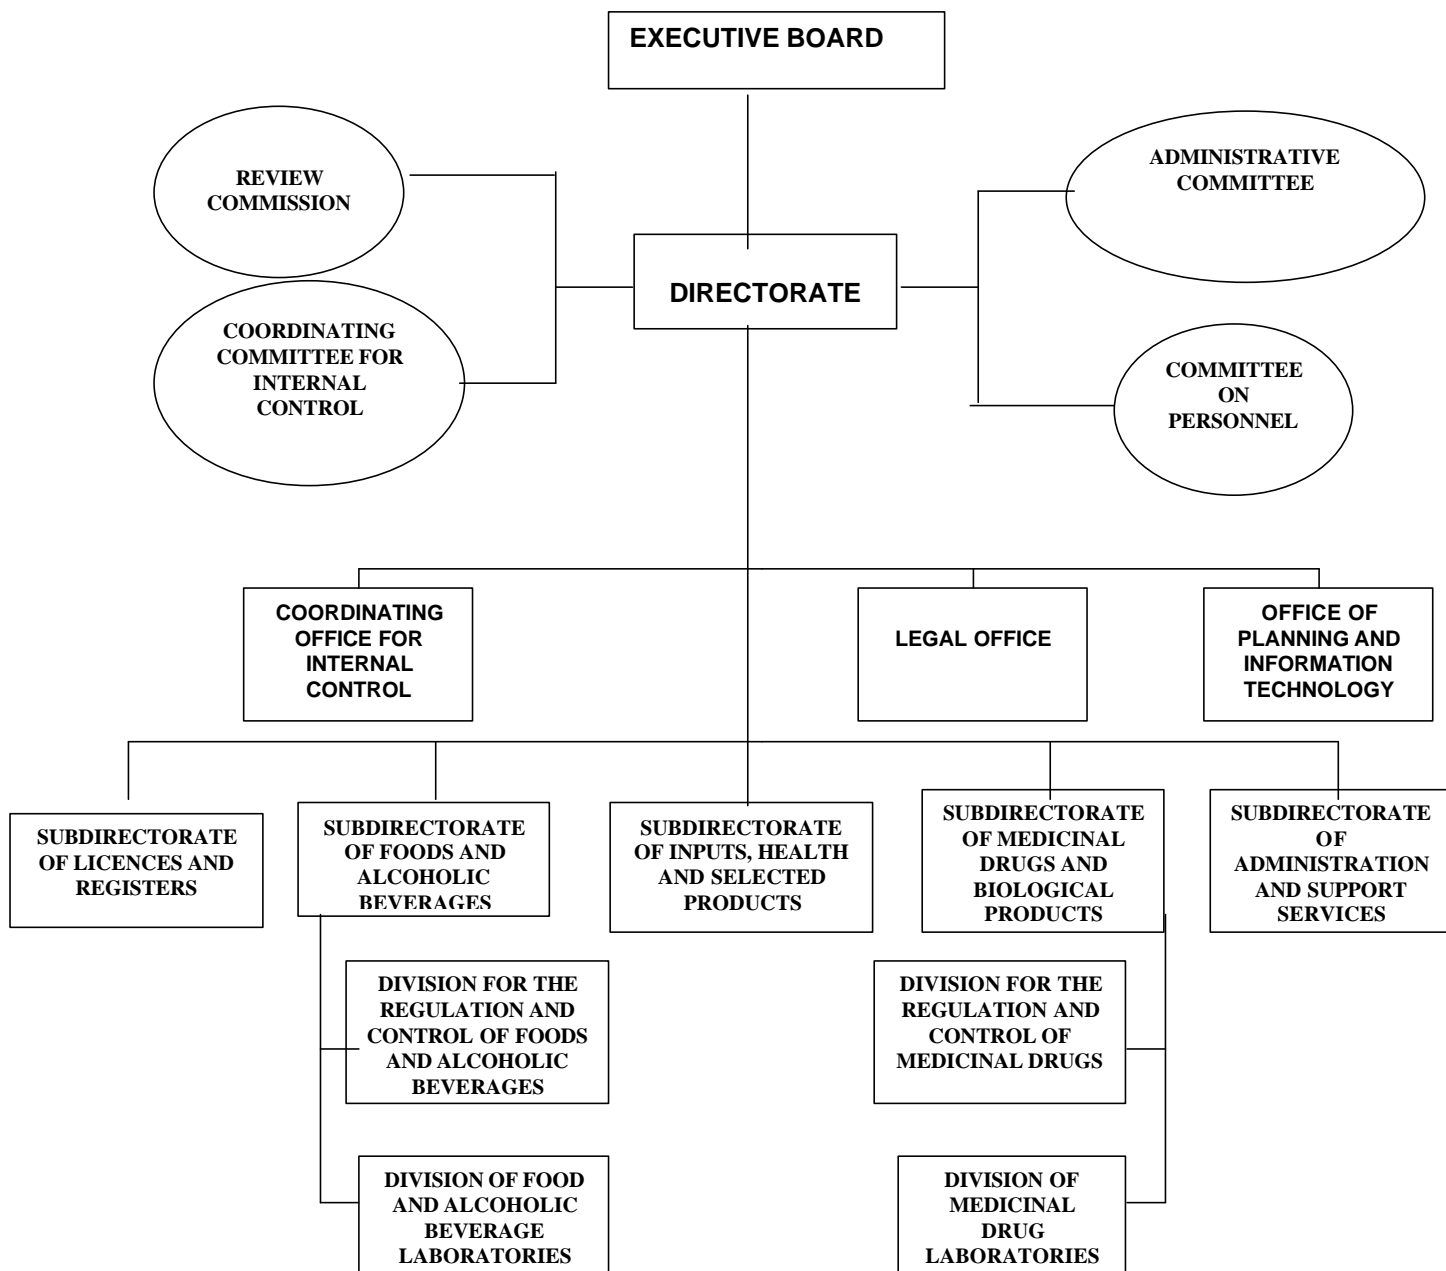 EXECUTIVE BOARD
REVIEW
COMMISSION
ADMINISTRATIVE
COMMITTEE
DIRECTORATE
COORDINATING
COMMITTEE FOR
INTERNAL
CONTROL
COMMITTEE
ON
PERSONNEL
COORDINATING
OFFICE FOR
INTERNAL
CONTROL
LEGAL OFFICE
OFFICE OF
PLANNING AND
INFORMATION
TECHNOLOGY
SUBDIRECTORATE
OF LICENCES AND
REGISTERS
SUBDIRECTORATE
OF FOODS AND
ALCOHOLIC
BEVERAGES
SUBDIRECTORATE
OF INPUTS, HEALTH
AND SELECTED
PRODUCTS
SUBDIRECTORATE
OF MEDICINAL
DRUGS AND
BIOLOGICAL
PRODUCTS
SUBDIRECTORATE
OF
ADMINISTRATION
AND SUPPORT
SERVICES
DIVISION FOR THE
REGULATION AND
CONTROL OF FOODS
AND ALCOHOLIC
BEVERAGES
DIVISION FOR THE
REGULATION AND
CONTROL OF
MEDICINAL DRUGS
DIVISION OF FOOD
AND ALCOHOLIC
BEVERAGE
LABORATORIES
DIVISION OF
MEDICINAL
DRUG
LABORATORIES